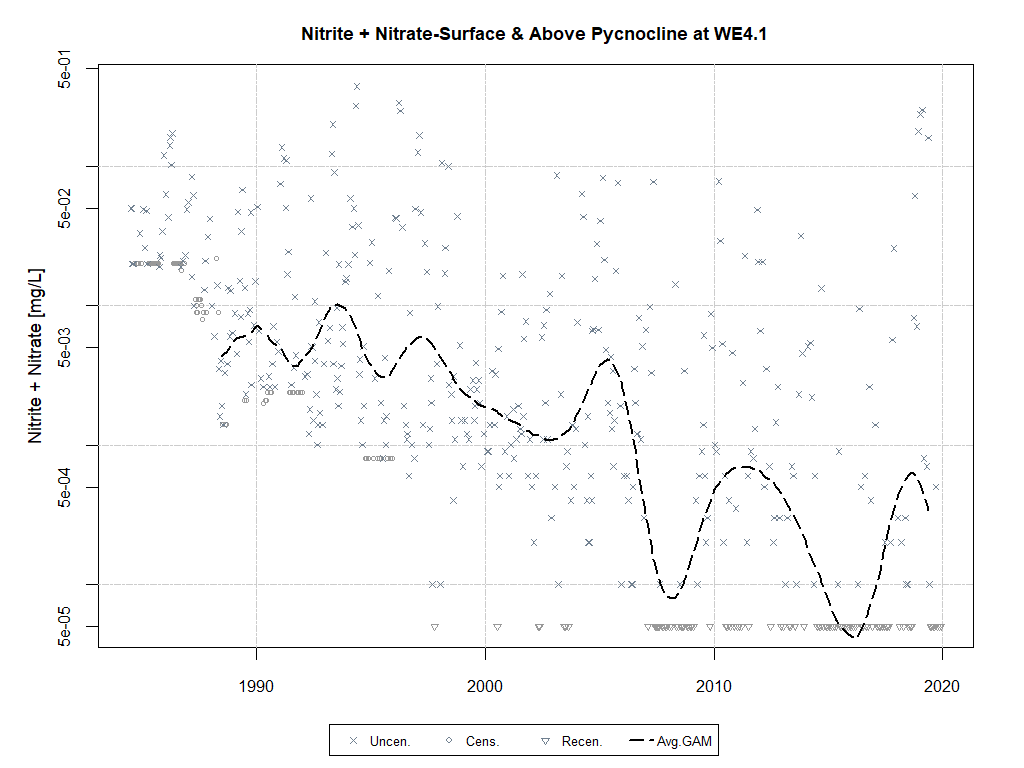 Nitrite + Nitrate-Surface & Above Pycnocline at WE4.1
Nitrite + Nitrate [mg/L]
5e-01
5e-02
5e-03
5e-04
5e-05
1990 2000 2010 2020
Uncen. Cens. Recen. Avg.GAM